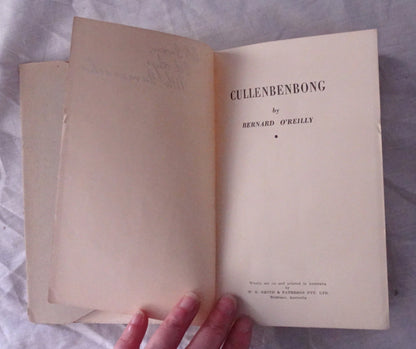 CULLENBENBONG
by
BERNARD O'REILLY
Wholly set up and printed in Australia
by
W. R. SMITH & PATERSON PTY. LTD.
Brisbane, Australia